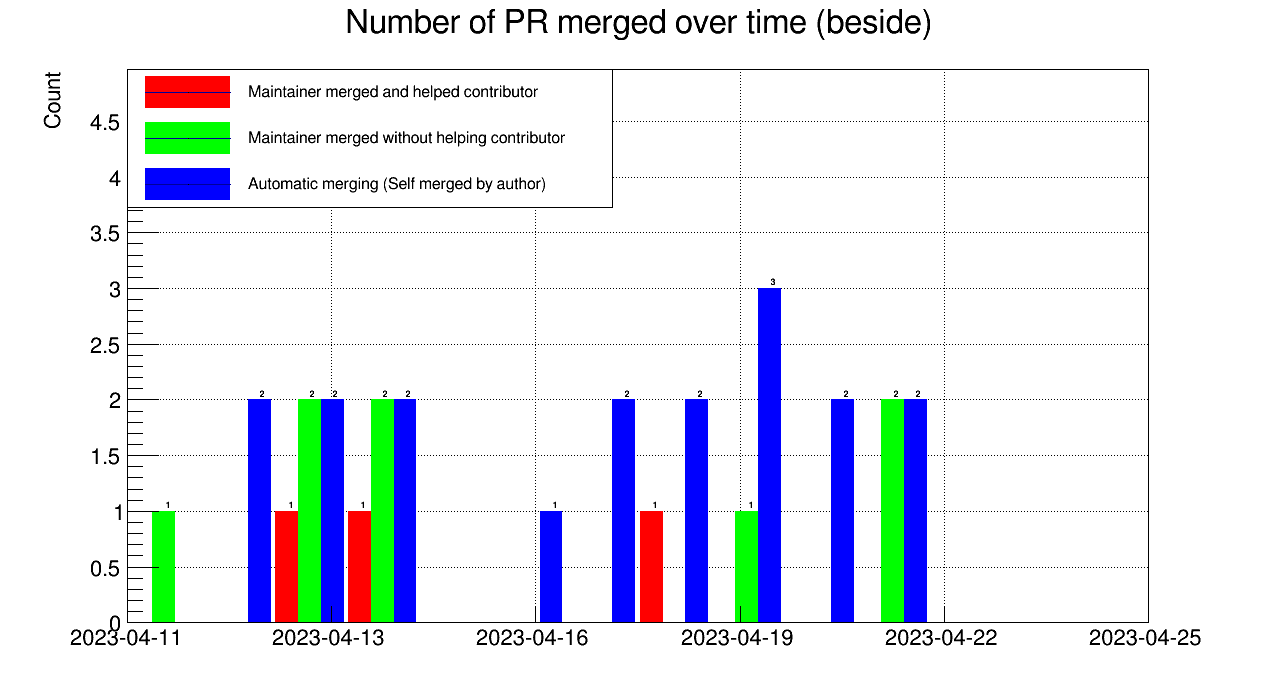 Number of PR merged over time (beside)
Count
Maintainer merged and helped contributor
Maintainer merged without helping contributor
Automatic merging (Self merged by author)
4.5
4
3.5
3
2.5
2
1.5
1
0.5
0
1 2 1 2 2 1 2 2 1 2 1 2 1 3 2 2 2
2023-04-11 2023-04-13 2023-04-16 2023-04-19 2023-04-22 2023-04-25